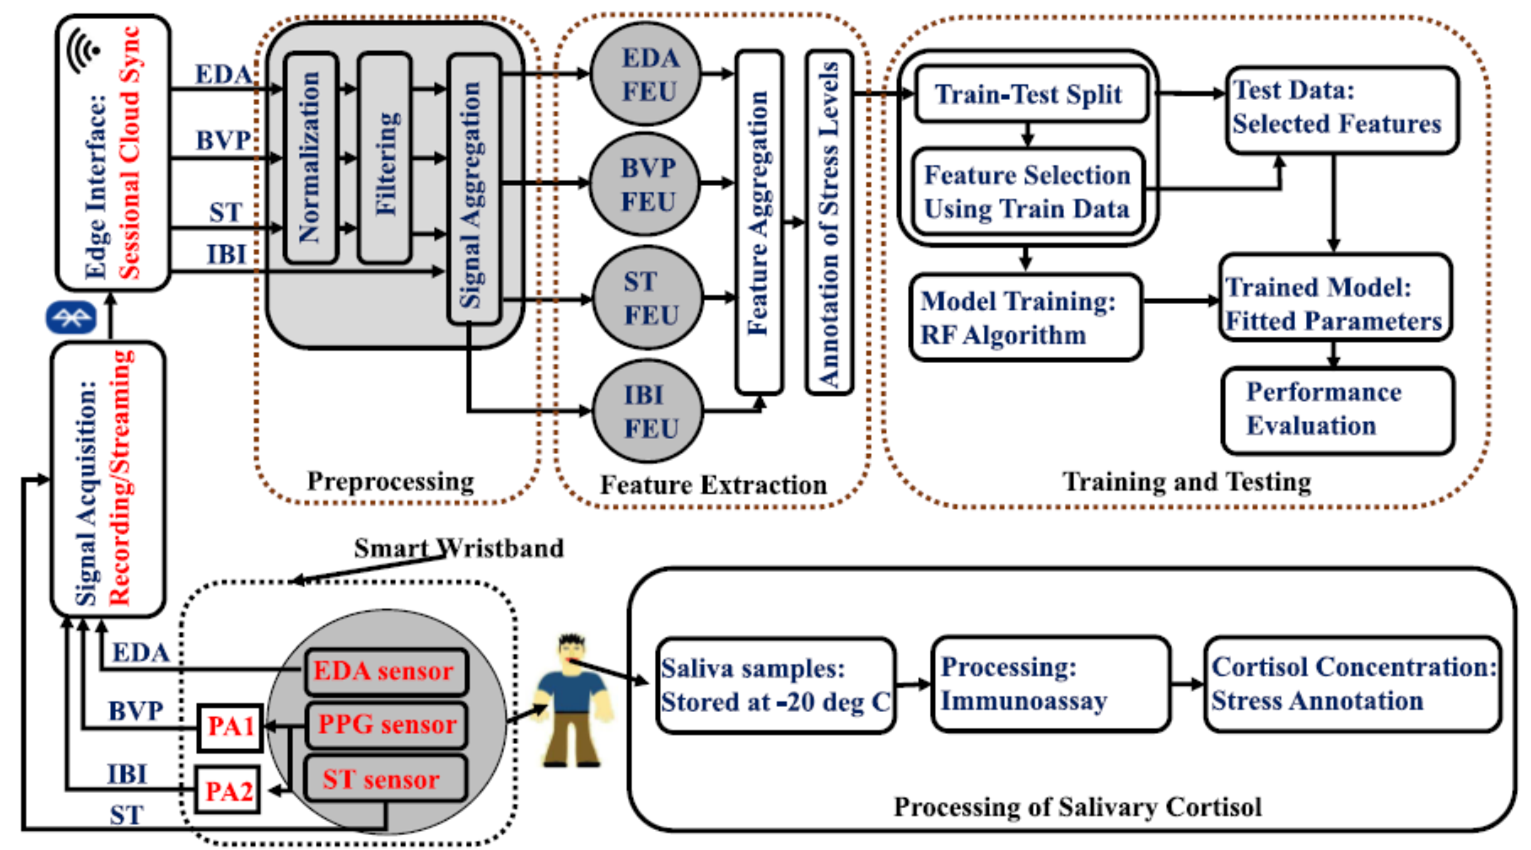 Edge Interface:
Sessional Cloud Sync
EDA
BVP
ST
IBI
Normalization
Filtering
Signal Aggregation
Preprocessing
EDA
FEU
BVP
FEU
ST
FEU
IBI
FEU
Feature Aggregation
Annotation of Stress Levels
Feature Extraction
Train-Test Split
Feature Selection
Using Train Data
Model Training:
RF Algorithm
Test Data:
Selected Features
Trained Model:
Fitted Parameters
Performance
Evaluation
Training and Testing
Signal Acquisition:
Recording/Streaming
Smart Wristband
EDA
BVP
IBI
ST
PA1
PA2
EDA sensor
PPG sensor
ST sensor
Saliva samples:
Stored at -20 deg C
Processing:
Immunoassay
Cortisol Concentration:
Stress Annotation
Processing of Salivary Cortisol